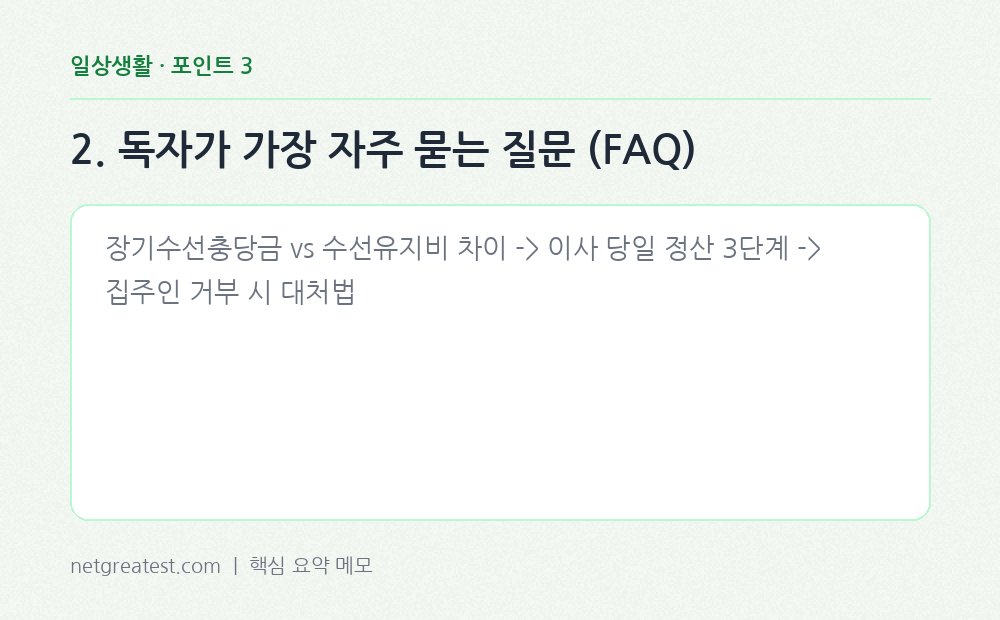 일상생활 · 포인트 3
2. 독자가 가장 자주 묻는 질문 (FAQ)
장기수선충당금 vs 수선유지비 차이 -> 이사 당일 정산 3단계 ->
집주인 거부 시 대처법
netgreatest.com | 핵심 요약 메모